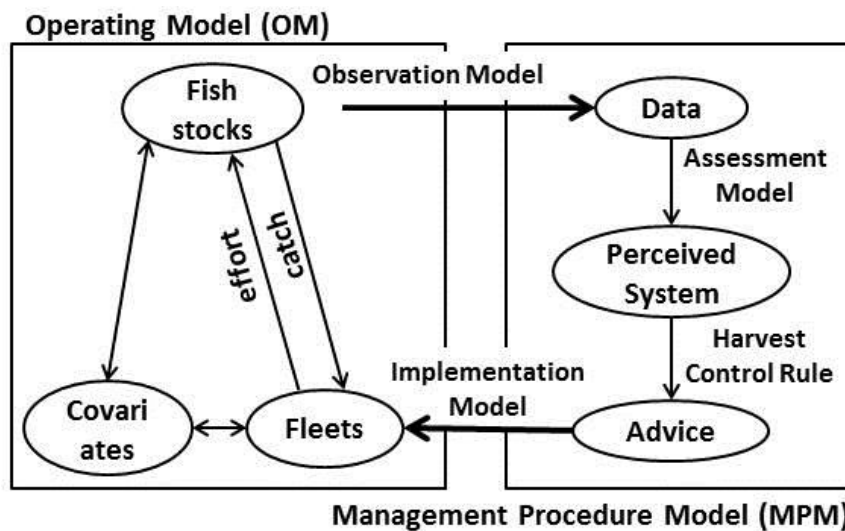 Operating Model (OM)
Observation Model
Fish
stocks
Data
Assessment
Model
effort
catch
Perceived
System
Harvest
Control Rule
Implementation
Model
Covari
ates
Fleets
Advice
Management Procedure Model (MPM)